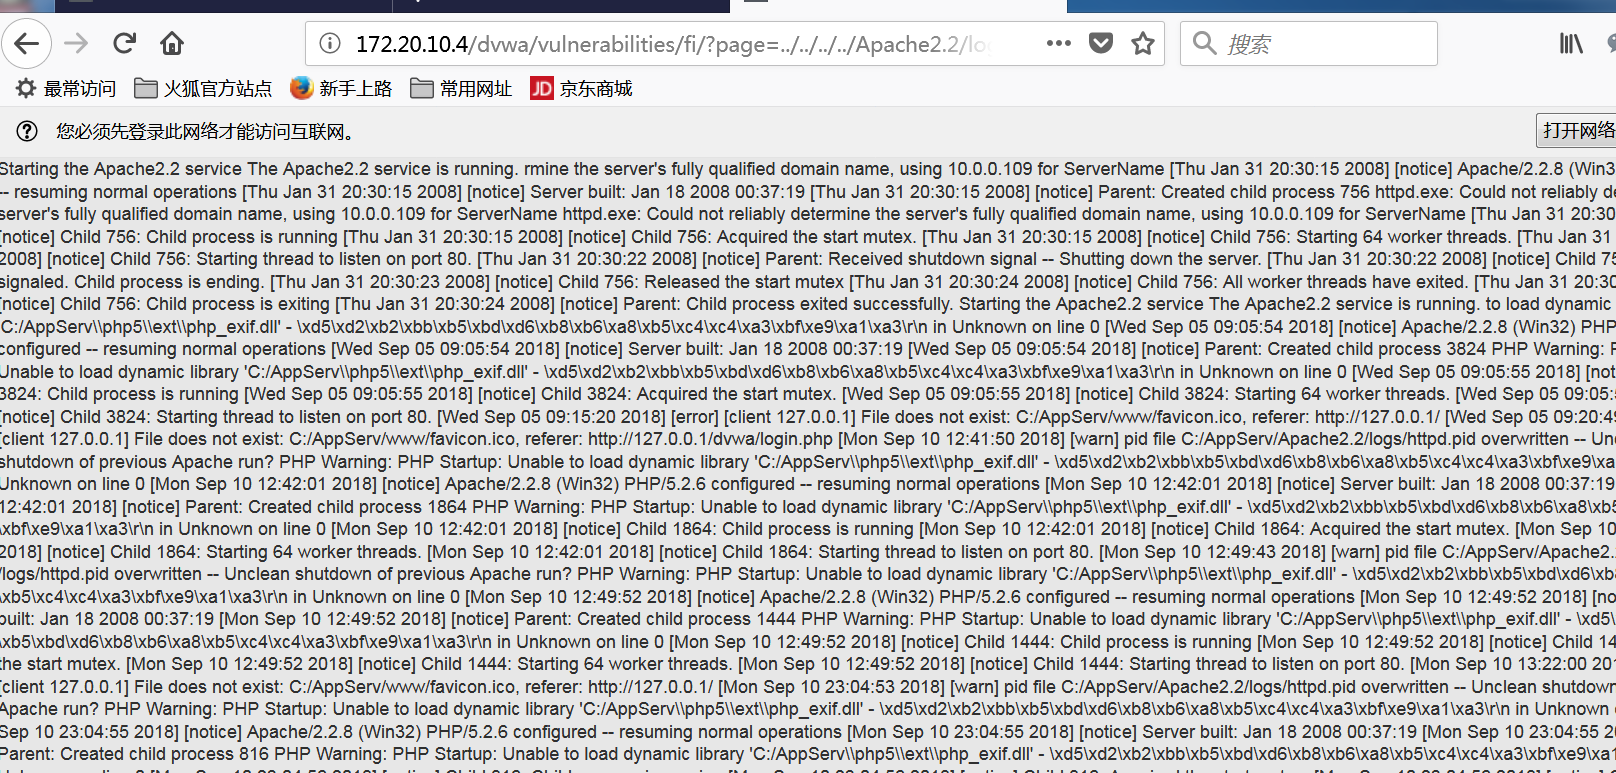 172.20.10.4/dvwa/vulnerabilities/fi/?page=../../../../Apache2.2/lo
搜索
最常访问 火狐官方站点 新手上路 常用网址 JD 京东商城
您必须先登录此网络才能访问互联网。 打开网络
Starting the Apache2.2 service The Apache2.2 service is running. rmine the server's fully qualified domain name, using 10.0.0.109 for ServerName [Thu Jan 31 20:30:15 2008] [notice] Apache/2.2.8 (Win3
-- resuming normal operations [Thu Jan 31 20:30:15 2008] [notice] Server built: Jan 18 2008 00:37:19 [Thu Jan 31 20:30:15 2008] [notice] Parent: Created child process 756 httpd.exe: Could not reliably de
server's fully qualified domain name, using 10.0.0.109 for ServerName httpd.exe: Could not reliably determine the server's fully qualified domain name, using 10.0.0.109 for ServerName [Thu Jan 31 20:30
[notice] Child 756: Child process is running [Thu Jan 31 20:30:15 2008] [notice] Child 756: Acquired the start mutex. [Thu Jan 31 20:30:15 2008] [notice] Child 756: Starting 64 worker threads. [Thu Jan 31
2008] [notice] Child 756: Starting thread to listen on port 80. [Thu Jan 31 20:30:22 2008] [notice] Parent: Received shutdown signal -- Shutting down the server. [Thu Jan 31 20:30:22 2008] [notice] Child 75
signaled. Child process is ending. [Thu Jan 31 20:30:23 2008] [notice] Child 756: Released the start mutex [Thu Jan 31 20:30:24 2008] [notice] Child 756: All worker threads have exited. [Thu Jan 31 20:30
[notice] Child 756: Child process is exiting [Thu Jan 31 20:30:24 2008] [notice] Parent: Child process exited successfully. Starting the Apache2.2 service The Apache2.2 service is running. to load dynamic
'C:/AppServ\\php5\\ext\\php_exif.dll' - \xd5\xd2\xb2\xbb\xb5\xbd\xd6\xb8\xb6\xa8\xb5\xc4\xc4\xa3\xbf\xe9\xa1\xa3\r\n in Unknown on line 0 [Wed Sep 05 09:05:54 2018] [notice] Apache/2.2.8 (Win32) PHP
configured -- resuming normal operations [Wed Sep 05 09:05:54 2018] [notice] Server built: Jan 18 2008 00:37:19 [Wed Sep 05 09:05:54 2018] [notice] Parent: Created child process 3824 PHP Warning: P
Unable to load dynamic library 'C:/AppServ\\php5\\ext\\php_exif.dll' - \xd5\xd2\xb2\xbb\xb5\xbd\xd6\xb8\xb6\xa8\xb5\xc4\xc4\xa3\xbf\xe9\xa1\xa3\r\n in Unknown on line 0 [Wed Sep 05 09:05:55 2018] [not
3824: Child process is running [Wed Sep 05 09:05:55 2018] [notice] Child 3824: Acquired the start mutex. [Wed Sep 05 09:05:55 2018] [notice] Child 3824: Starting 64 worker threads. [Wed Sep 05 09:05:5
[notice] Child 3824: Starting thread to listen on port 80. [Wed Sep 05 09:15:20 2018] [error] [client 127.0.0.1] File does not exist: C:/AppServ/www/favicon.ico, referer: http://127.0.0.1/ [Wed Sep 05 09:20:49
[client 127.0.0.1] File does not exist: C:/AppServ/www/favicon.ico, referer: http://127.0.0.1/dvwa/login.php [Mon Sep 10 12:41:50 2018] [warn] pid file C:/AppServ/Apache2.2/logs/httpd.pid overwritten -- Un
shutdown of previous Apache run? PHP Warning: PHP Startup: Unable to load dynamic library 'C:/AppServ\\php5\\ext\\php_exif.dll' - \xd5\xd2\xb2\xbb\xb5\xbd\xd6\xb8\xb6\xa8\xb5\xc4\xc4\xa3\xbf\xe9\xa
Unknown on line 0 [Mon Sep 10 12:42:01 2018] [notice] Apache/2.2.8 (Win32) PHP/5.2.6 configured -- resuming normal operations [Mon Sep 10 12:42:01 2018] [notice] Server built: Jan 18 2008 00:37:19
12:42:01 2018] [notice] Parent: Created child process 1864 PHP Warning: PHP Startup: Unable to load dynamic library 'C:/AppServ\\php5\\ext\\php_exif.dll' - \xd5\xd2\xb2\xbb\xb5\xbd\xd6\xb8\xb6\xa8\xb5
\xbf\xe9\xa1\xa3\r\n in Unknown on line 0 [Mon Sep 10 12:42:01 2018] [notice] Child 1864: Child process is running [Mon Sep 10 12:42:01 2018] [notice] Child 1864: Acquired the start mutex. [Mon Sep 10
2018] [notice] Child 1864: Starting 64 worker threads. [Mon Sep 10 12:42:01 2018] [notice] Child 1864: Starting thread to listen on port 80. [Mon Sep 10 12:49:43 2018] [warn] pid file C:/AppServ/Apache2.
/logs/httpd.pid overwritten -- Unclean shutdown of previous Apache run? PHP Warning: PHP Startup: Unable to load dynamic library 'C:/AppServ\\php5\\ext\\php_exif.dll' - \xd5\xd2\xb2\xbb\xb5\xbd\xd6\xb8
\xb5\xc4\xc4\xa3\xbf\xe9\xa1\xa3\r\n in Unknown on line 0 [Mon Sep 10 12:49:52 2018] [notice] Apache/2.2.8 (Win32) PHP/5.2.6 configured -- resuming normal operations [Mon Sep 10 12:49:52 2018] [no
built: Jan 18 2008 00:37:19 [Mon Sep 10 12:49:52 2018] [notice] Parent: Created child process 1444 PHP Warning: PHP Startup: Unable to load dynamic library 'C:/AppServ\\php5\\ext\\php_exif.dll' - \xd5\
\xb5\xbd\xd6\xb8\xb6\xa8\xb5\xc4\xc4\xa3\xbf\xe9\xa1\xa3\r\n in Unknown on line 0 [Mon Sep 10 12:49:52 2018] [notice] Child 1444: Child process is running [Mon Sep 10 12:49:52 2018] [notice] Child 14
the start mutex. [Mon Sep 10 12:49:52 2018] [notice] Child 1444: Starting 64 worker threads. [Mon Sep 10 12:49:52 2018] [notice] Child 1444: Starting thread to listen on port 80. [Mon Sep 10 13:22:00 201
[client 127.0.0.1] File does not exist: C:/AppServ/www/favicon.ico, referer: http://127.0.0.1/ [Mon Sep 10 23:04:53 2018] [warn] pid file C:/AppServ/Apache2.2/logs/httpd.pid overwritten -- Unclean shutdown
Apache run? PHP Warning: PHP Startup: Unable to load dynamic library 'C:/AppServ\\php5\\ext\\php_exif.dll' - \xd5\xd2\xb2\xbb\xb5\xbd\xd6\xb8\xb6\xa8\xb5\xc4\xc4\xa3\xbf\xe9\xa1\xa3\r\n in Unknown
Sep 10 23:04:55 2018] [notice] Apache/2.2.8 (Win32) PHP/5.2.6 configured -- resuming normal operations [Mon Sep 10 23:04:55 2018] [notice] Server built: Jan 18 2008 00:37:19 [Mon Sep 10 23:04:55 20
Parent: Created child process 816 PHP Warning: PHP Startup: Unable to load dynamic library 'C:/AppServ\\php5\\ext\\php_exif.dll' - \xd5\xd2\xb2\xbb\xb5\xbd\xd6\xb8\xb6\xa8\xb5\xc4\xc4\xa3\xbf\xe9\xa1